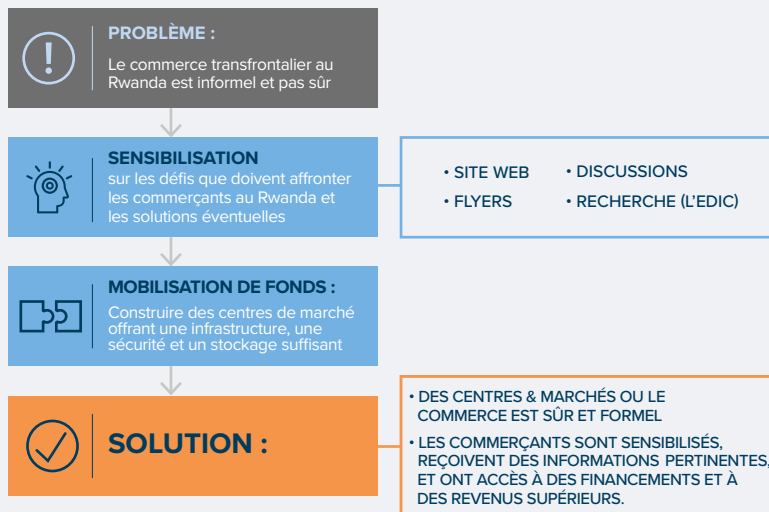 PROBLÈME :
Le commerce transfrontalier au
Rwanda est informel et pas sûr
SENSIBILISATION
sur les défis que doivent affronter
les commerçants au Rwanda et
les solutions éventuelles
• SITE WEB
• DISCUSSIONS
• FLYERS
• RECHERCHE (L'EDIC)
MOBILISATION DE FONDS :
Construire des centres de marché
offrant une infrastructure, une
sécurité et un stockage suffisant
SOLUTION :
• DES CENTRES & MARCHÉS OU LE
COMMERCE EST SÛR ET FORMEL
• LES COMMERÇANTS SONT SENSIBILISÉS,
REÇOIVENT DES INFORMATIONS PERTINENTES,
ET ONT ACCÈS À DES FINANCEMENTS ET À
DES REVENUS SUPÉRIEURS.